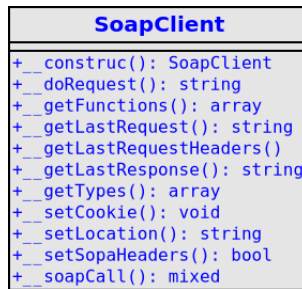 SoapClient
+__construc(): SoapClient
+__doRequest(): string
+__getFunctions(): array
+__getLastRequest(): string
+__getLastRequestHeaders()
+__getLastResponse(): string
+__getTypes(): array
+__setCookie(): void
+__setLocation(): string
+__setSopaHeaders(): bool
+__soapCall(): mixed